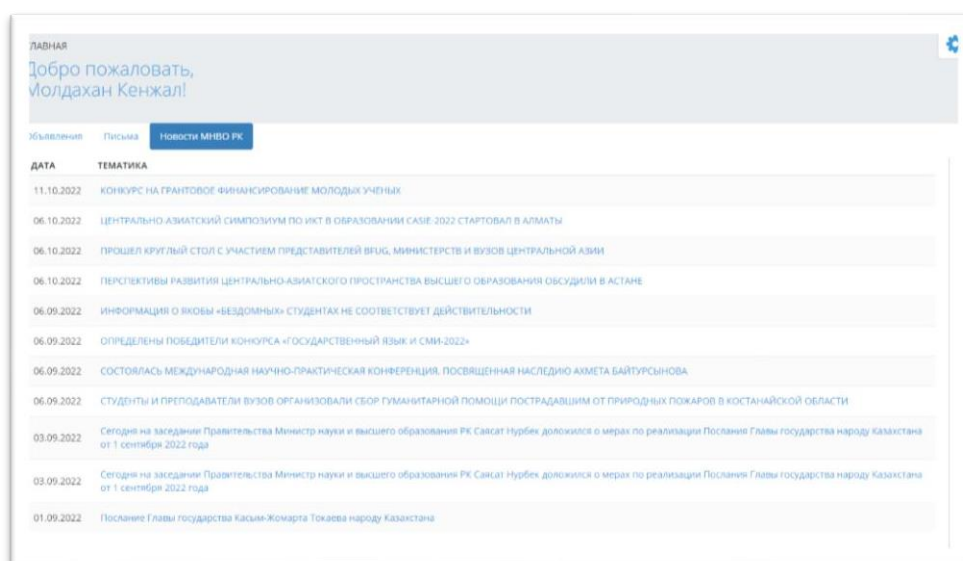 ГЛАВНАЯ
Добро пожаловать,
Молдахан Кенжал!
Объявления Письма Новости МНВО РК
ДАТА ТЕМАТИКА
11.10.2022 КОНКУРС НА ГРАНТОВОЕ ФИНАНСИРОВАНИЕ МОЛОДЫХ УЧЕНЫХ
06.10.2022 ЦЕНТРАЛЬНО-АЗИАТСКИЙ СИМПОЗИУМ ПО ИКТ В ОБРАЗОВАНИИ CASIE-2022 СТАРТОВАЛ В АЛМАТЫ
06.10.2022 ПРОШЕЛ КРУГЛЫЙ СТОЛ С УЧАСТИЕМ ПРЕДСТАВИТЕЛЕЙ BFUG, МИНИСТЕРСТВ И ВУЗОВ ЦЕНТРАЛЬНОЙ АЗИИ
06.10.2022 ПЕРСПЕКТИВЫ РАЗВИТИЯ ЦЕНТРАЛЬНО-АЗИАТСКОГО ПРОСТРАНСТВА ВЫСШЕГО ОБРАЗОВАНИЯ ОБСУДИЛИ В АСТАНЕ
06.09.2022 ИНФОРМАЦИЯ О ЯКОБЫ «БЕЗДОМНЫХ» СТУДЕНТАХ НЕ СООТВЕТСТВУЕТ ДЕЙСТВИТЕЛЬНОСТИ
06.09.2022 ОПРЕДЕЛЕНЫ ПОБЕДИТЕЛИ КОНКУРСА «ГОСУДАРСТВЕННЫЙ ЯЗЫК И СМИ-2022»
06.09.2022 СОСТОЯЛАСЬ МЕЖДУНАРОДНАЯ НАУЧНО-ПРАКТИЧЕСКАЯ КОНФЕРЕНЦИЯ, ПОСВЯЩЕННАЯ НАСЛЕДИЮ АХМЕТА БАЙТУРСЫНОВА
06.09.2022 СТУДЕНТЫ И ПРЕПОДАВАТЕЛИ ВУЗОВ ОРГАНИЗОВАЛИ СБОР ГУМАНИТАРНОЙ ПОМОЩИ ПОСТРАДАВШИМ ОТ ПРИРОДНЫХ ПОЖАРОВ В КОСТАНАЙСКОЙ ОБЛАСТИ
03.09.2022 Сегодня на заседании Правительства Министр науки и высшего образования РК Саясат Нурбек доложился о мерах по реализации Послания Главы государства народу Казахстана
от 1 сентября 2022 года
03.09.2022 Сегодня на заседании Правительства Министр науки и высшего образования РК Саясат Нурбек доложился о мерах по реализации Послания Главы государства народу Казахстана
от 1 сентября 2022 года
01.09.2022 Послание Главы государства Касым-Жомарта Токаева народу Казахстана